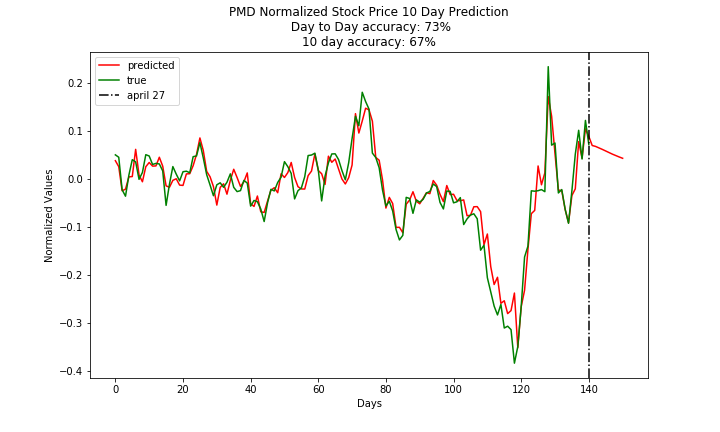 PMD Normalized Stock Price 10 Day Prediction
Day to Day accuracy: 73%
10 day accuracy: 67%
predicted
true
april 27
Normalized Values
0.2
0.1
0.0
−0.1
−0.2
−0.3
−0.4
0 20 40 60 80 100 120 140
Days